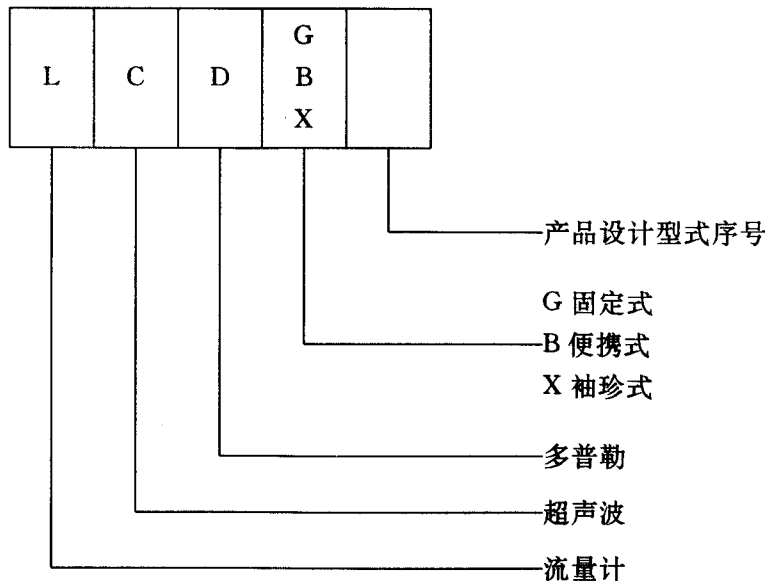 G
L C D B
X
产品设计型式序号
G 固定式
B 便携式
X 袖珍式
多普勒
超声波
流量计